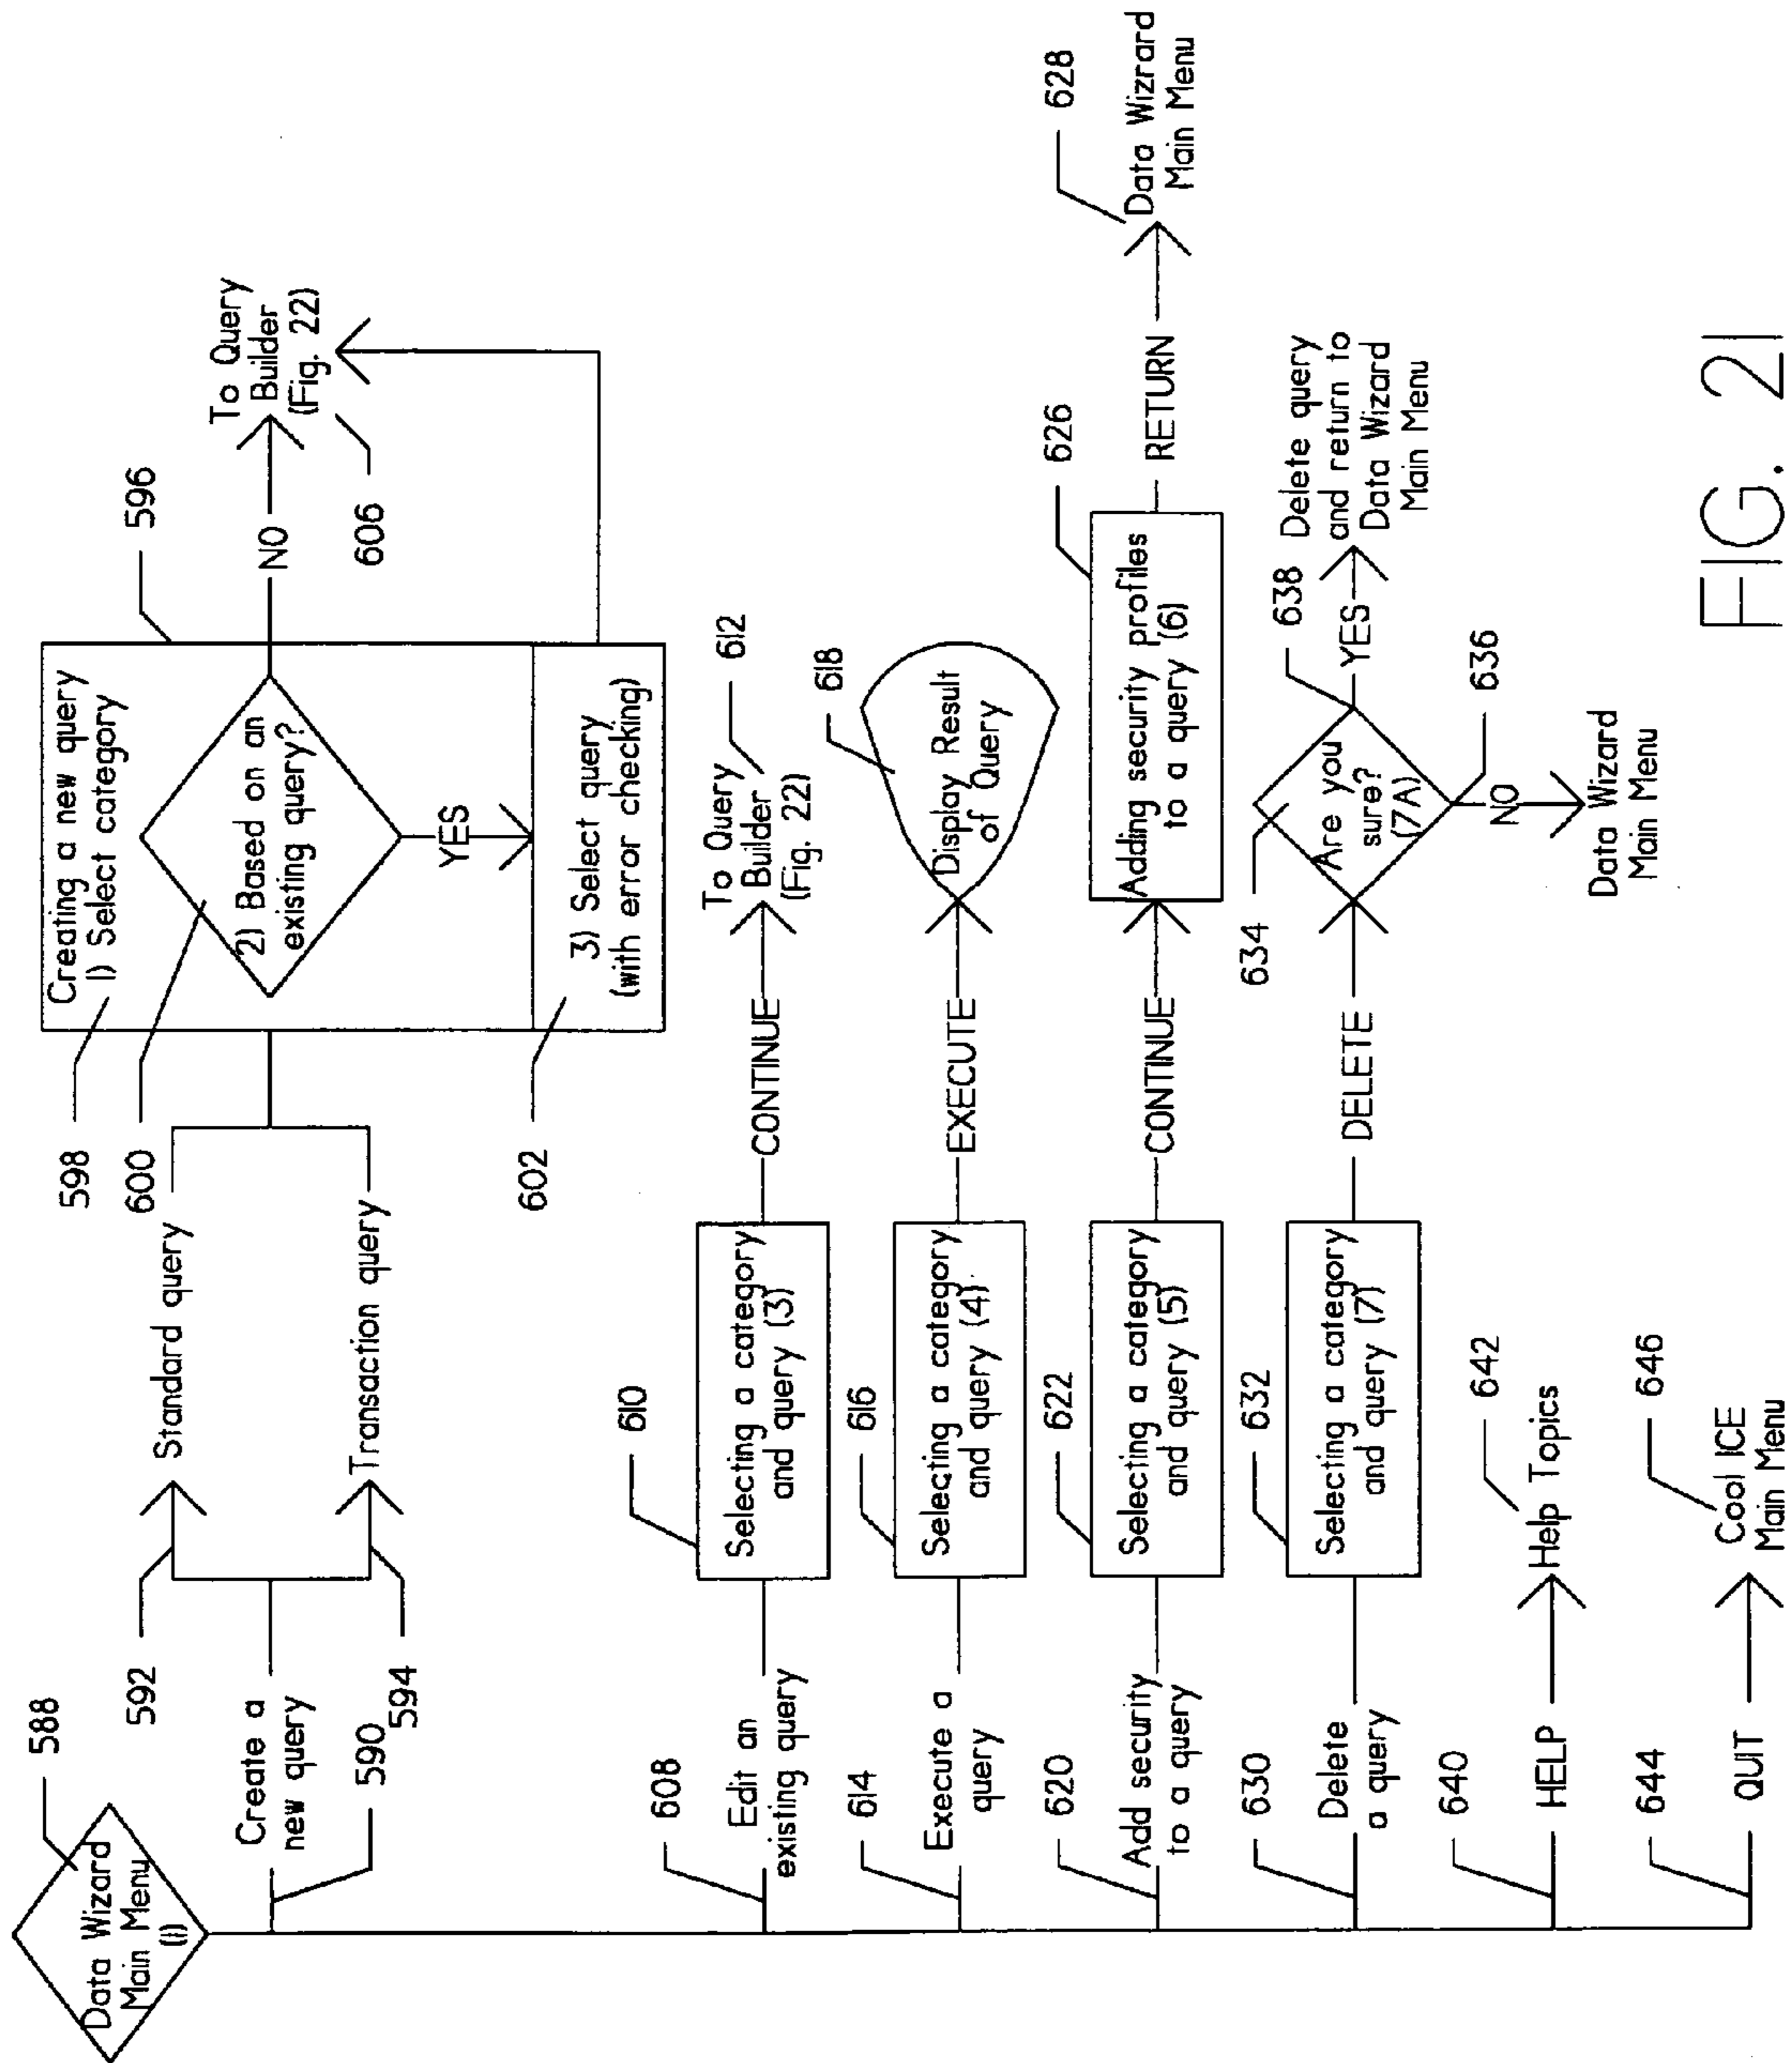 588
Data Wizard
Main Menu
(1)
592
Standard query
Create a
new query
590
594
Transaction query
598
600
602
Creating a new query
1) Select category
2) Based on an
existing query?
YES
3) Select query
(with error checking)
596
NO
To Query
Builder
(Fig. 22)
606
608
Edit an
existing query
610
Selecting a category
and query (3)
CONTINUE
To Query
Builder
(Fig. 22)
612
614
Execute a
query
616
Selecting a category
and query (4)
EXECUTE
Display Result
of Query
618
620
Add security
to a query
622
Selecting a category
and query (5)
CONTINUE
Adding security profiles
to a query (6)
626
RETURN
Data Wizrard
Main Menu
628
630
Delete
a query
632
Selecting a category
and query (7)
DELETE
634
Are you
sure?
(7A)
638
YES
Delete query
and return to
Data Wizard
Main Menu
636
NO
Data Wizard
Main Menu
640
HELP
642
Help Topics
644
QUIT
646
Cool ICE
Main Menu
FIG. 21